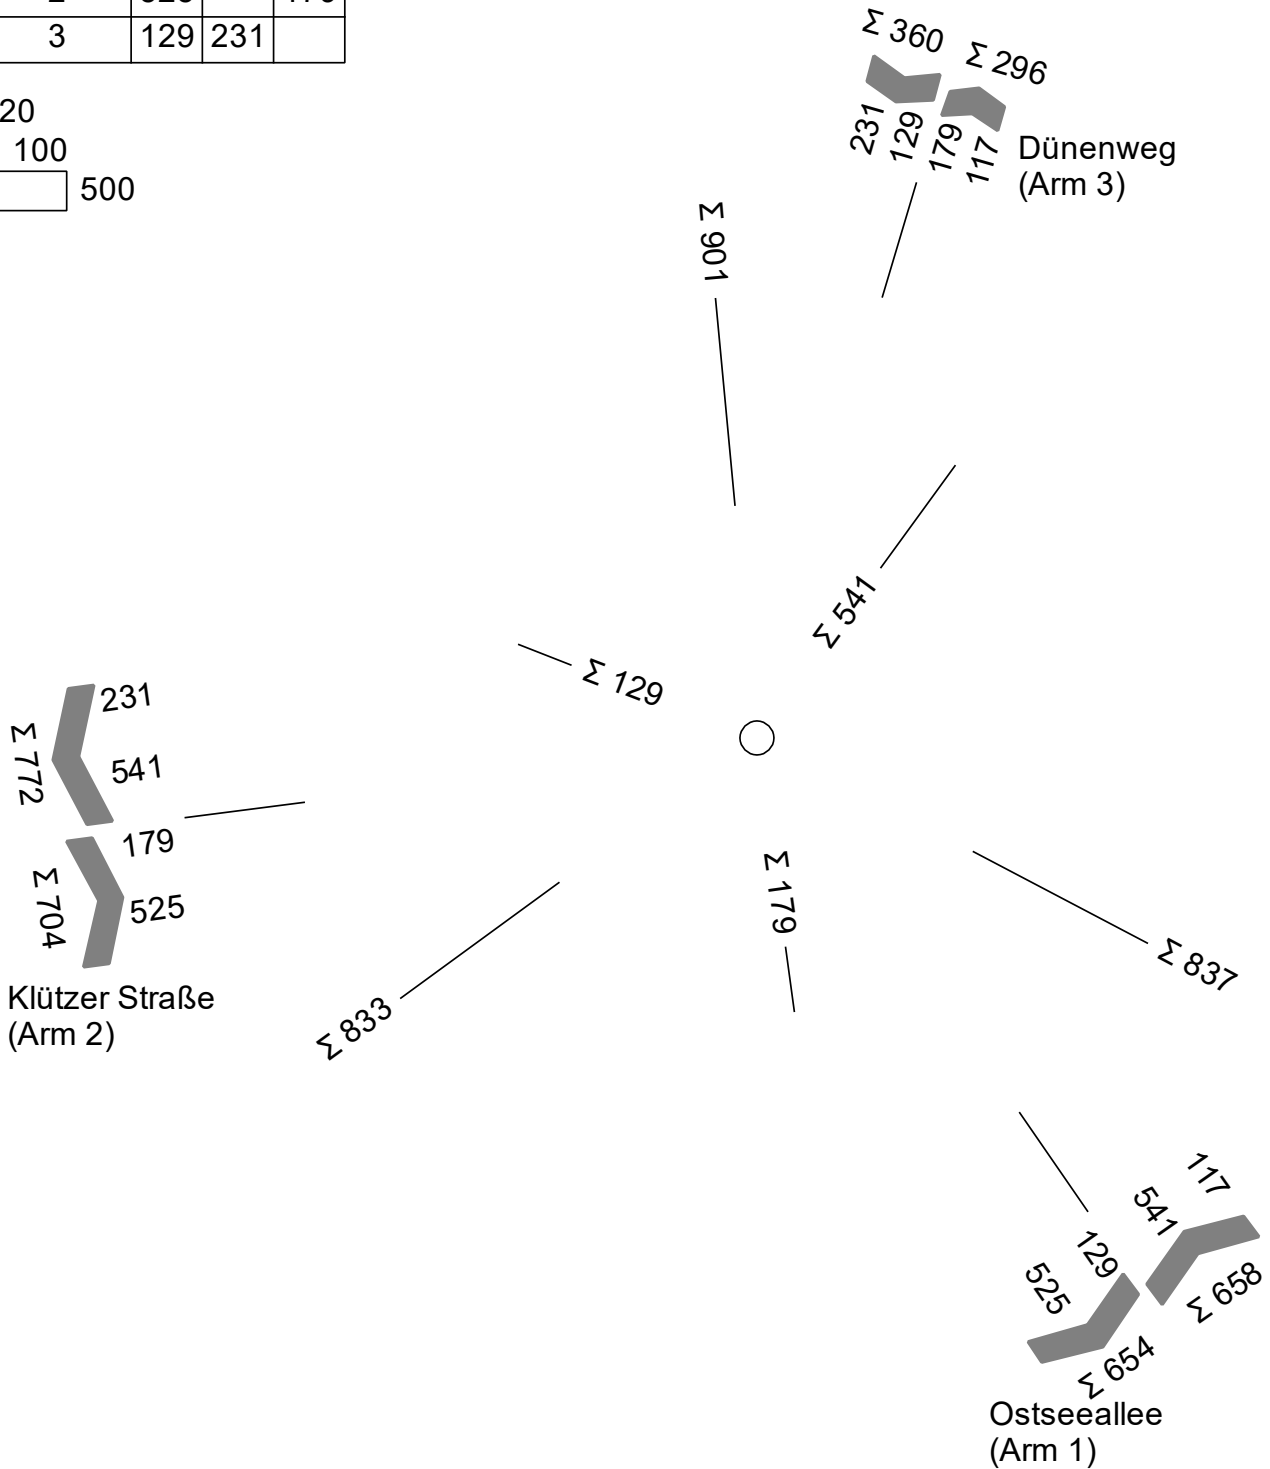 3 129 231
20
100
500
Σ 360
Σ 296
231
129
179
117
Dünenweg
(Arm 3)
Σ 901
Σ 541
Σ 129
231
Σ 772
541
179
Σ 704
525
Klützer Straße
(Arm 2)
Σ 179
Σ 837
Σ 833
117
541
129
525
Σ 658
Σ 654
Ostseeallee
(Arm 1)